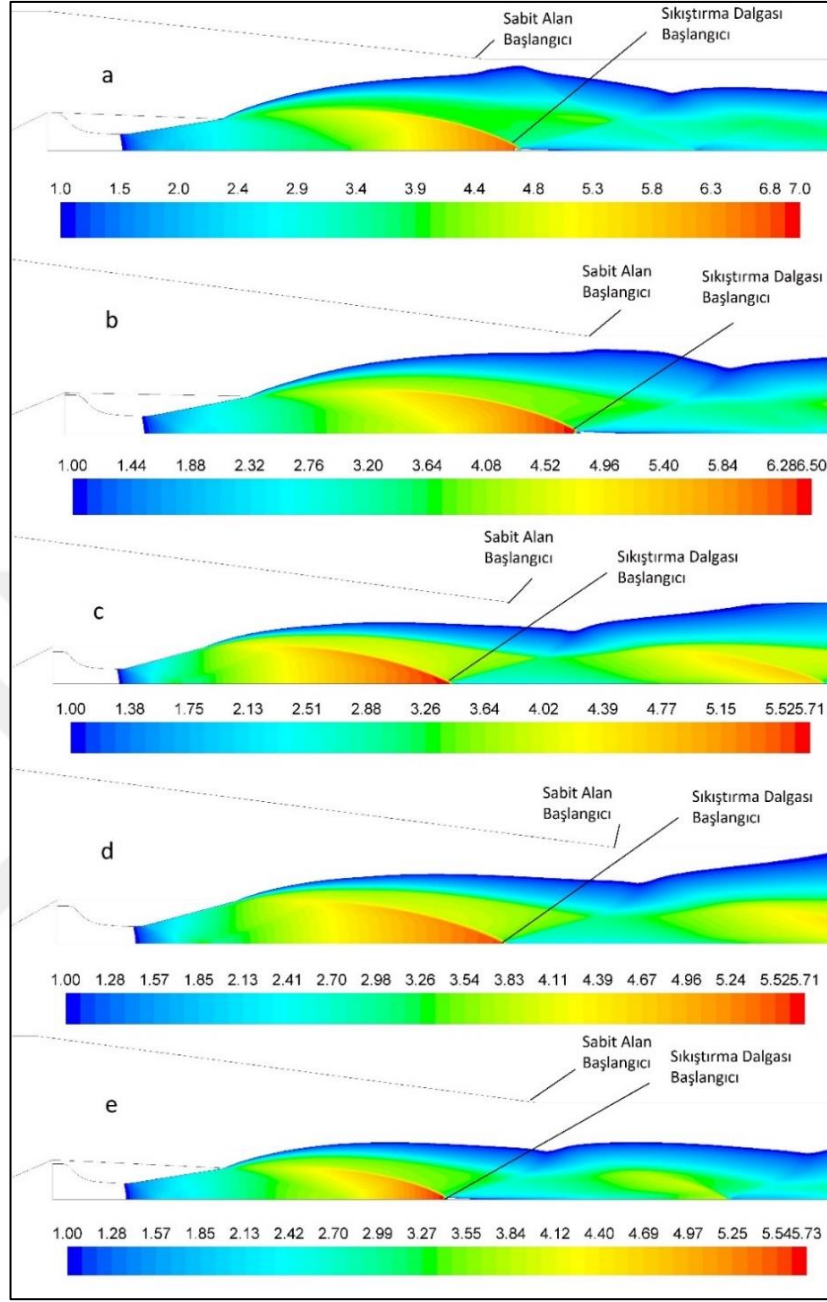 Sabit Alan
Başlangıcı
Sıkıştırma Dalgası
Başlangıcı
a
1.0 1.5 2.0 2.4 2.9 3.4 3.9 4.4 4.8 5.3 5.8 6.3 6.8 7.0
Sabit Alan
Başlangıcı
Sıkıştırma Dalgası
Başlangıcı
b
1.00 1.44 1.88 2.32 2.76 3.20 3.64 4.08 4.52 4.96 5.40 5.84 6.286.50
Sabit Alan
Başlangıcı
Sıkıştırma Dalgası
Başlangıcı
c
1.00 1.38 1.75 2.13 2.51 2.88 3.26 3.64 4.02 4.39 4.77 5.15 5.525.71
Sabit Alan
Başlangıcı
Sıkıştırma Dalgası
Başlangıcı
d
1.00 1.28 1.57 1.85 2.13 2.41 2.70 2.98 3.26 3.54 3.83 4.11 4.39 4.67 4.96 5.24 5.525.71
Sabit Alan
Başlangıcı
Sıkıştırma Dalgası
Başlangıcı
e
1.00 1.28 1.57 1.85 2.13 2.42 2.70 2.99 3.27 3.55 3.84 4.12 4.40 4.69 4.97 5.25 5.545.73